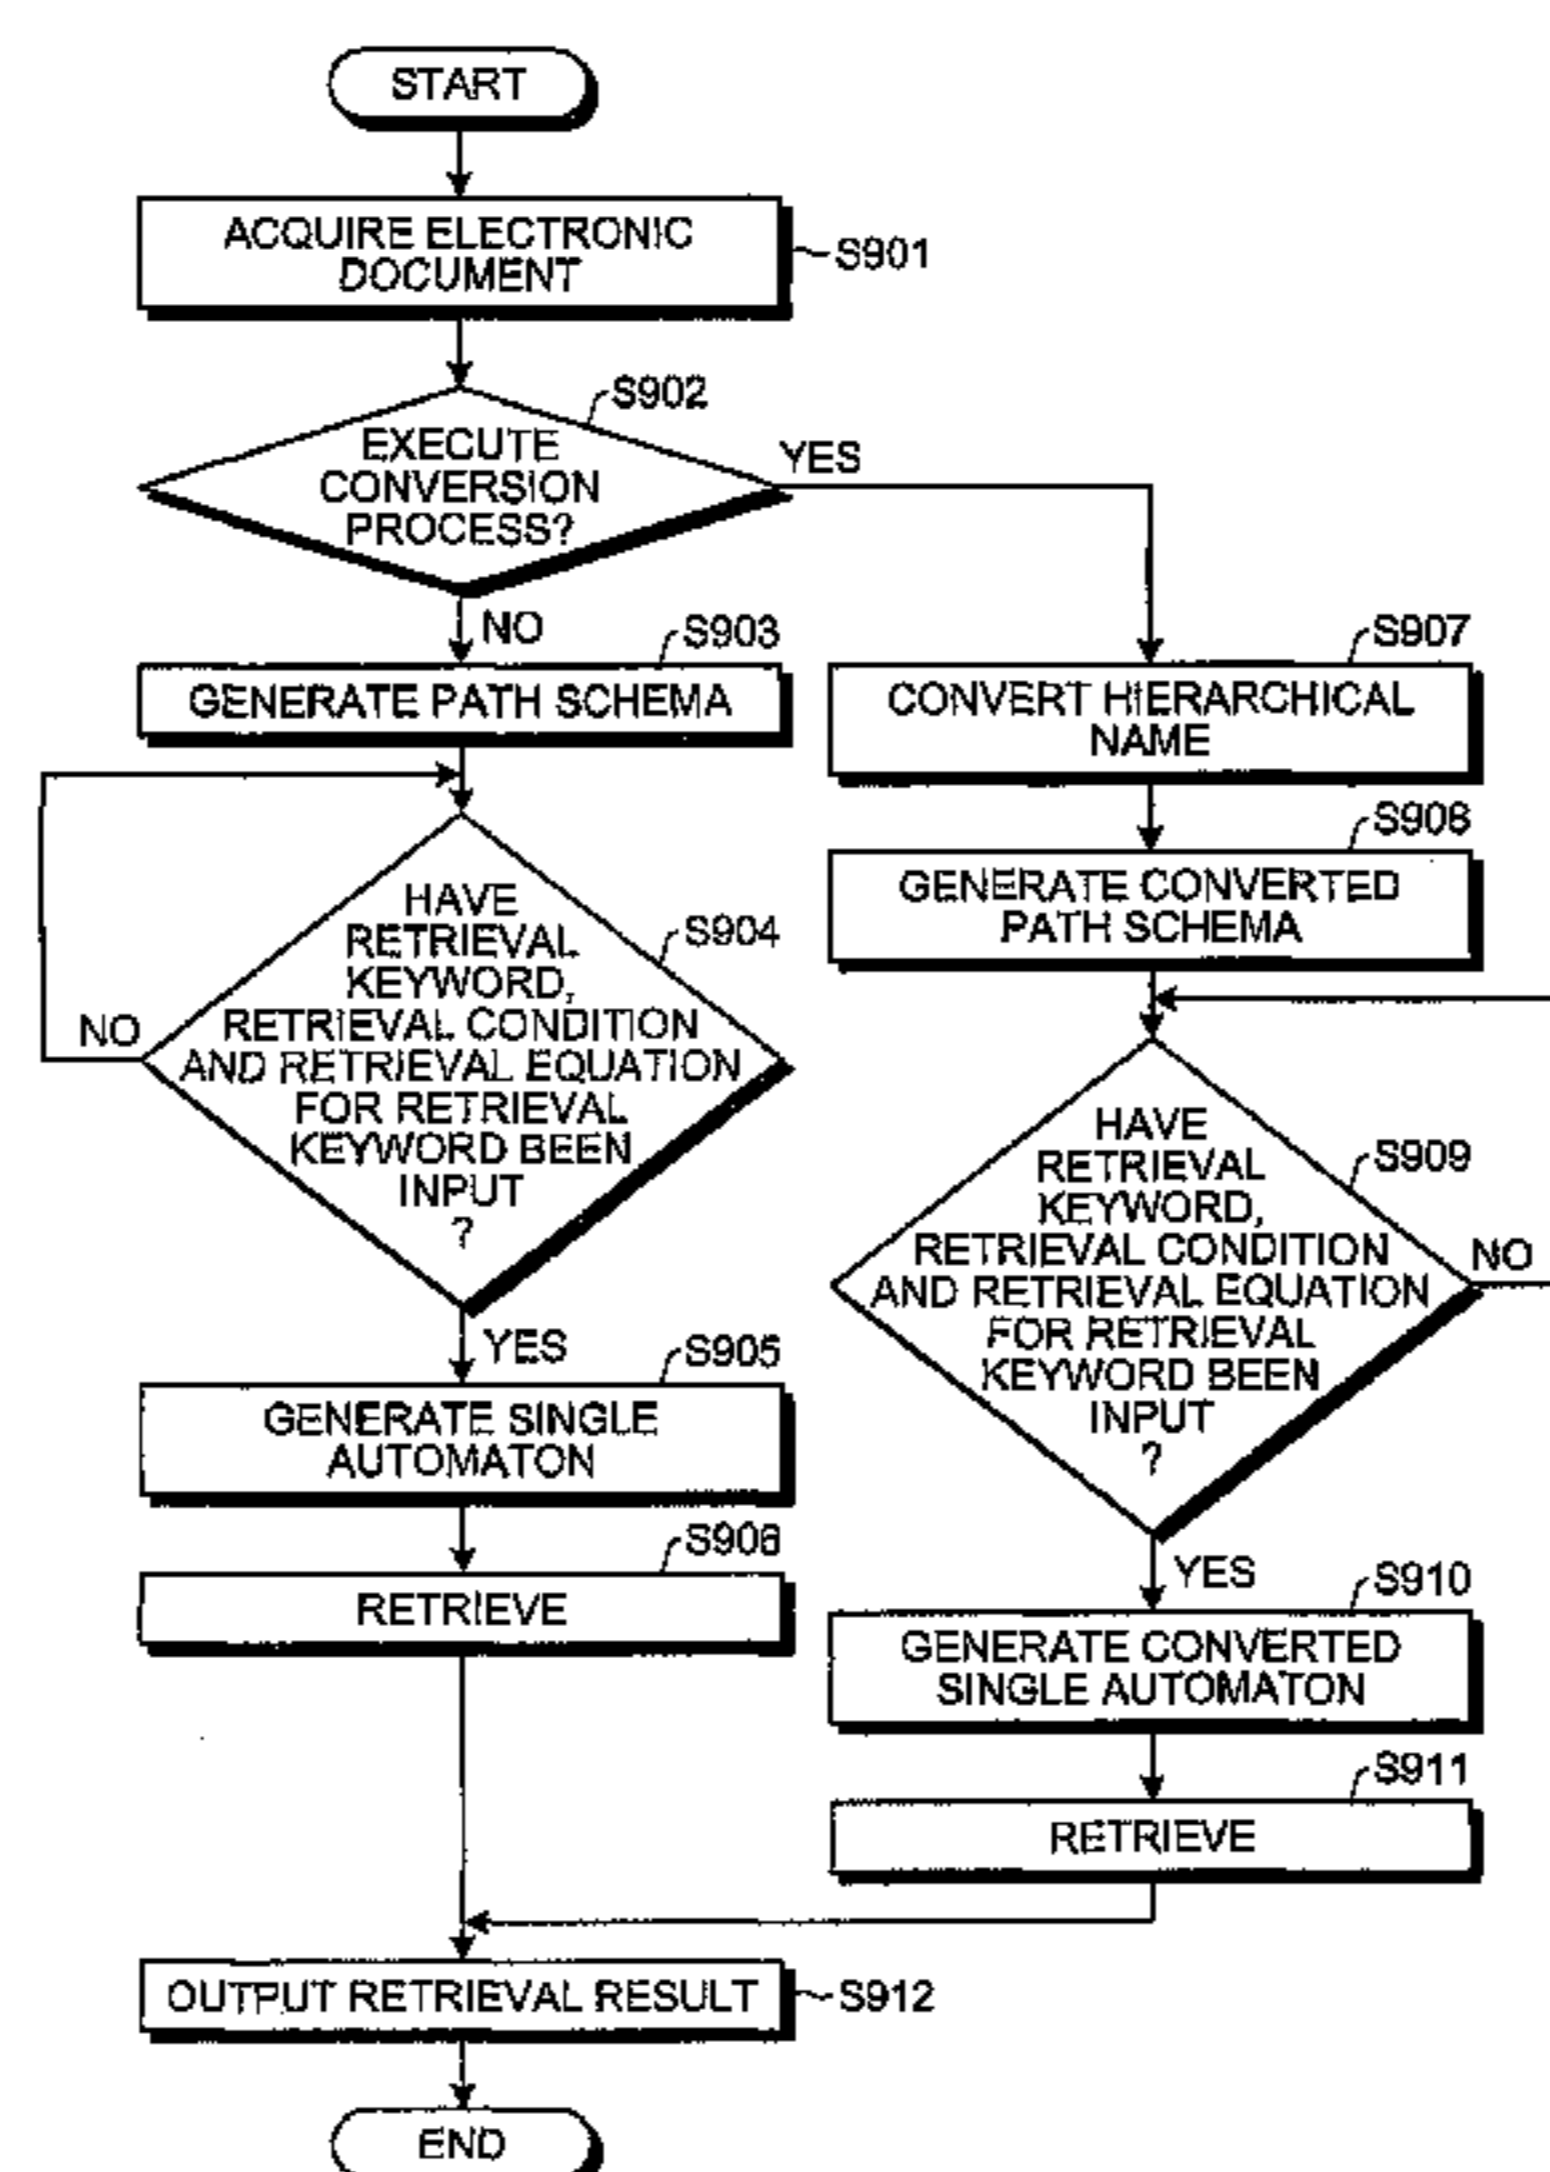 START
ACQUIRE ELECTRONIC
DOCUMENT
S901
S902
EXECUTE
CONVERSION
PROCESS?
YES
NO
S903
GENERATE PATH SCHEMA
S907
CONVERT HIERARCHICAL
NAME
S908
GENERATE CONVERTED
PATH SCHEMA
HAVE
RETRIEVAL
KEYWORD,
RETRIEVAL CONDITION
AND RETRIEVAL EQUATION
FOR RETRIEVAL
KEYWORD BEEN
INPUT
?
S904
NO
YES
S905
GENERATE SINGLE
AUTOMATON
S906
RETRIEVE
HAVE
RETRIEVAL
KEYWORD,
RETRIEVAL CONDITION
AND RETRIEVAL EQUATION
FOR RETRIEVAL
KEYWORD BEEN
INPUT
?
S909
NO
YES
S910
GENERATE CONVERTED
SINGLE AUTOMATON
S911
RETRIEVE
OUTPUT RETRIEVAL RESULT
S912
END